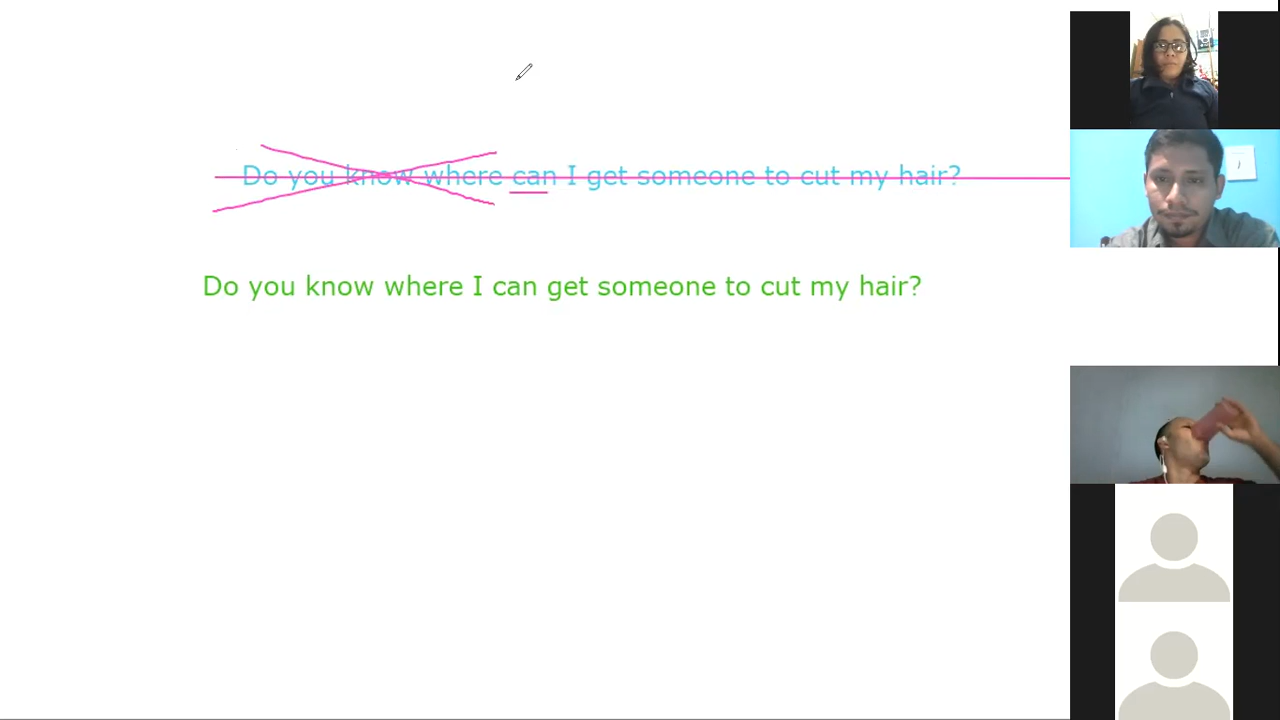 Do you know where can I get someone to cut my hair?
Do you know where I can get someone to cut my hair?